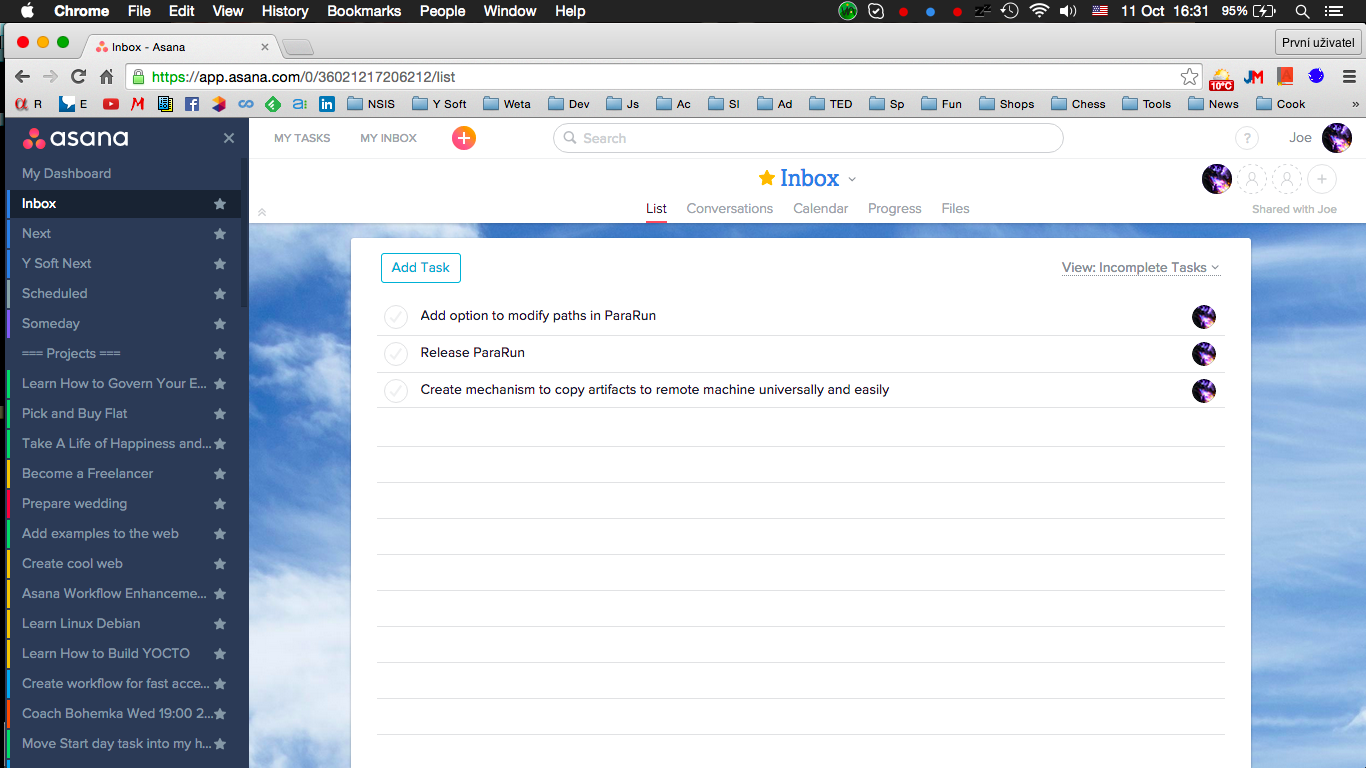 Chrome File Edit View History Bookmarks People Window Help 11 Oct 16:31 95%
Inbox - Asana
První uživatel
https://app.asana.com/0/36021217206212/list
10°C
R E NSIS Y Soft Weta Dev Js Ac SI Ad TED Sp Fun Shops Chess Tools News Cook »
asana
MY TASKS MY INBOX + Search ? Joe
My Dashboard
Inbox
Next
Y Soft Next
Scheduled
Someday
=== Projects ===
Learn How to Govern Your E...
Pick and Buy Flat
Take A Life of Happiness and...
Become a Freelancer
Prepare wedding
Add examples to the web
Create cool web
Asana Workflow Enhanceme...
Learn Linux Debian
Learn How to Build YOCTO
Create workflow for fast acce...
Coach Bohemka Wed 19:00 2...
Move Start day task into my h...
Inbox
List Conversations Calendar Progress Files
Shared with Joe
Add Task
View: Incomplete Tasks
Add option to modify paths in ParaRun
Release ParaRun
Create mechanism to copy artifacts to remote machine universally and easily